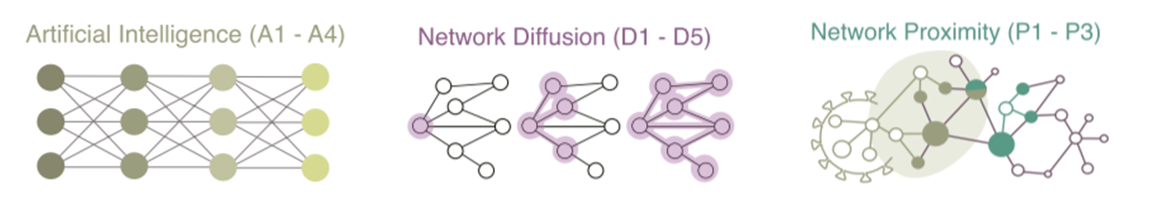 Artificial Intelligence (A1 - A4)
Network Diffusion (D1 - D5)
Network Proximity (P1 - P3)